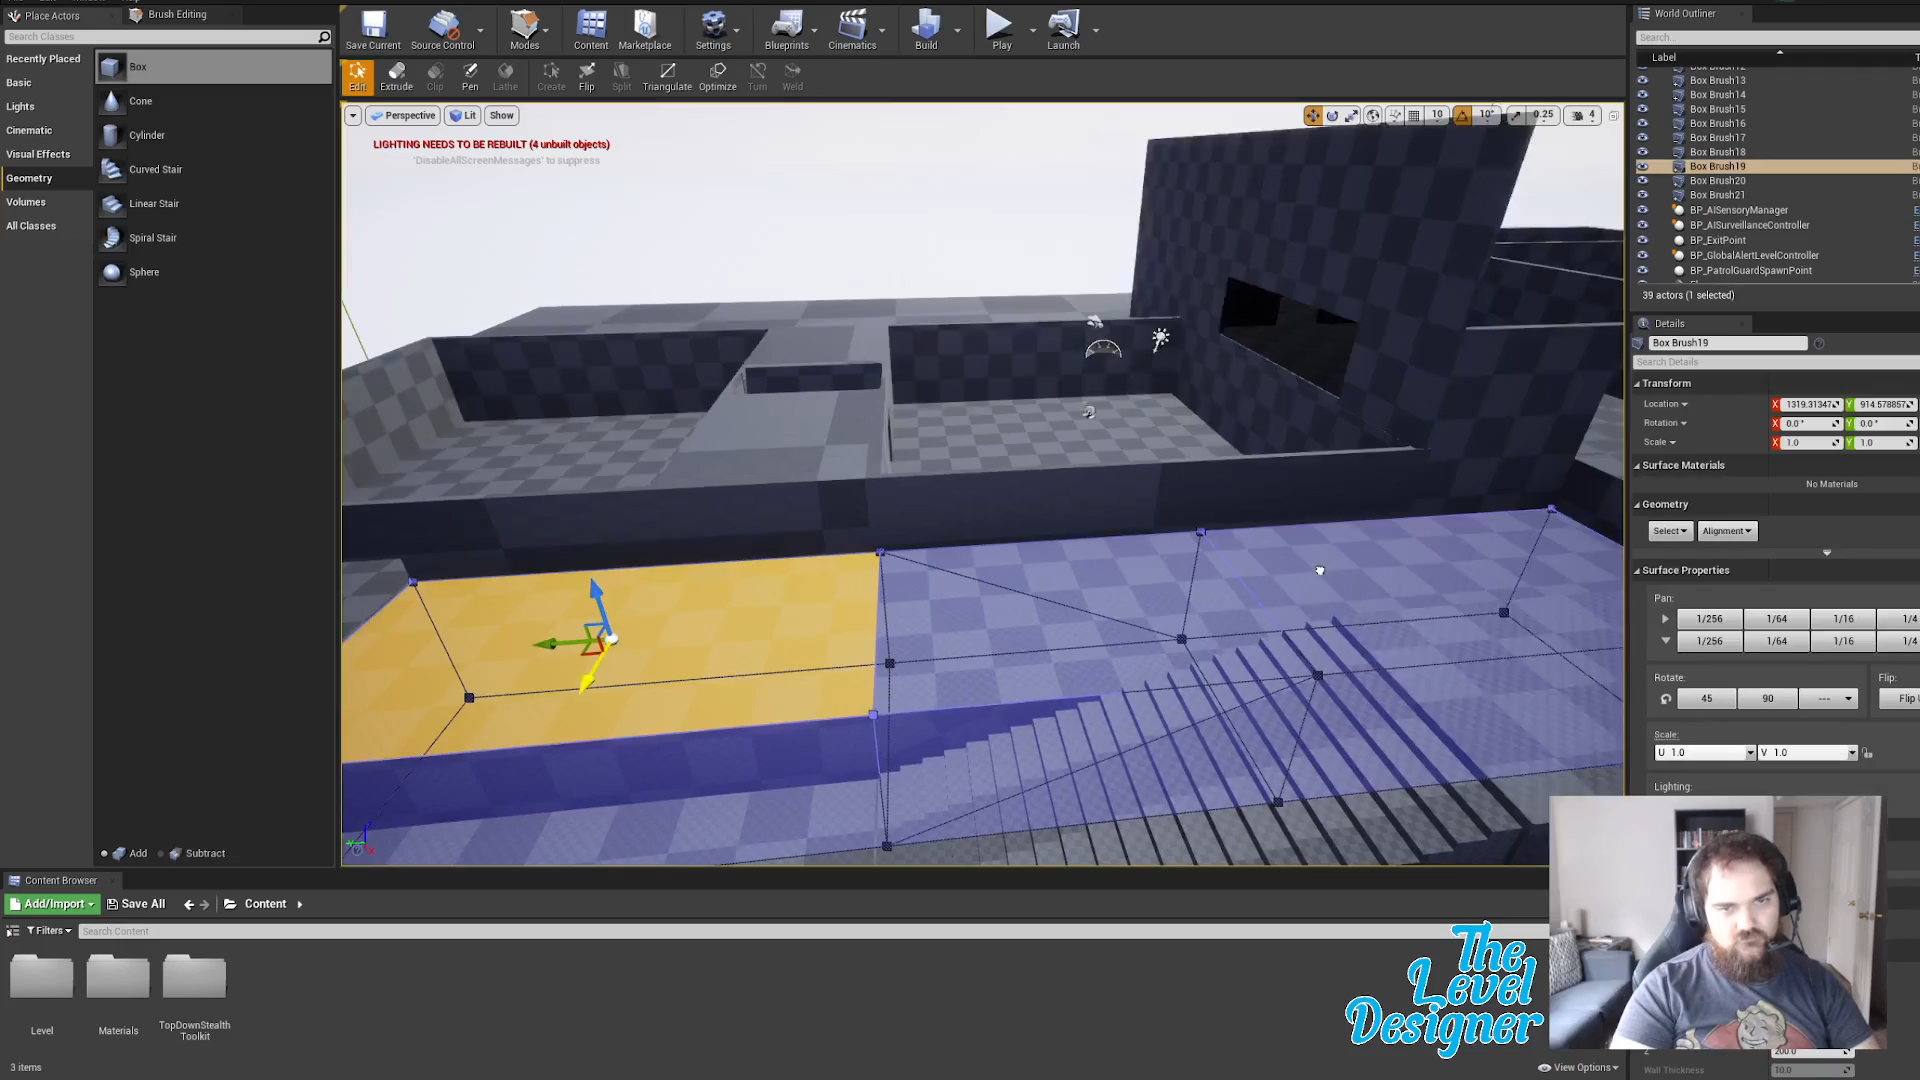 Place Actors
Brush Editing
Search Classes
Recently Placed
Basic
Lights
Cinematic
Visual Effects
Geometry
Volumes
All Classes
Box
Cone
Cylinder
Curved Stair
Linear Stair
Spiral Stair
Sphere
Add
Subtract
Save Current
Source Control
Modes
Content
Marketplace
Settings
Blueprints
Cinematics
Build
Play
Launch
Edit
Extrude
Clip
Pen
Lathe
Create
Flip
Split
Triangulate
Optimize
Turn
Weld
Perspective
Lit
Show
10
10°
0.25
4
LIGHTING NEEDS TO BE REBUILT (4 unbuilt objects)
'DisableAllScreenMessages' to suppress
World Outliner
Search...
Label
Box Brush13
Box Brush14
Box Brush15
Box Brush16
Box Brush17
Box Brush18
Box Brush19
Box Brush20
Box Brush21
BP_AISensoryManager
BP_AISurveillanceController
BP_ExitPoint
BP_GlobalAlertLevelController
BP_PatrolGuardSpawnPoint
39 actors (1 selected)
Details
Box Brush19
Search Details
Transform
Location X 1319.31347 Y 914.578857
Rotation X 0.0° Y 0.0°
Scale X 1.0 Y 1.0
Surface Materials
No Materials
Geometry
Select
Alignment
Surface Properties
Pan:
1/256 1/64 1/16 1/4
1/256 1/64 1/16 1/4
Rotate:
Flip:
45 90 ---
Flip U
Scale:
U 1.0 V 1.0
Lighting:
Z 200.0
Wall Thickness 10.0
Content Browser
Add/Import
Save All
Content
Filters
Search Content
Level
Materials
TopDownStealth
Toolkit
3 items
View Options
The
Level
Designer